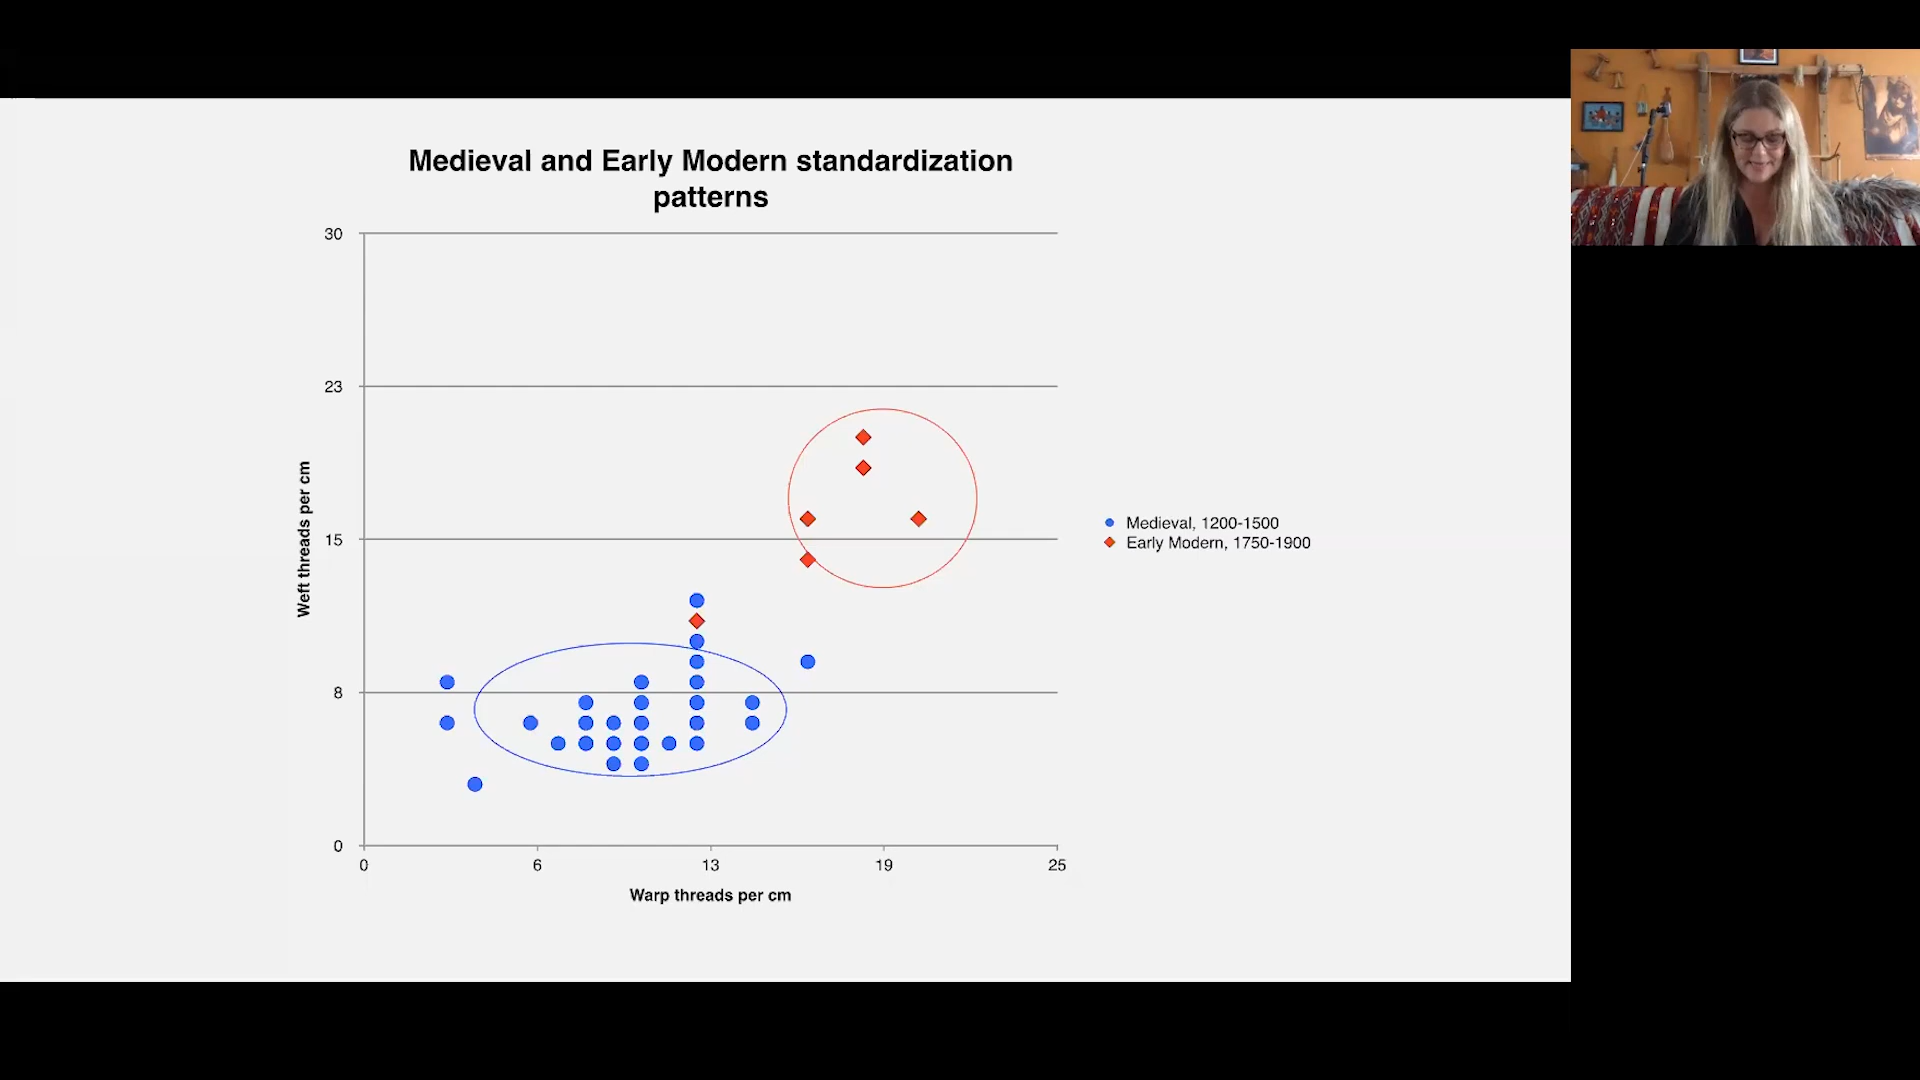 Medieval and Early Modern standardization
patterns
30
23
15
8
0
Weft threads per cm
0 6 13 19 25
Warp threads per cm
Medieval, 1200-1500
Early Modern, 1750-1900